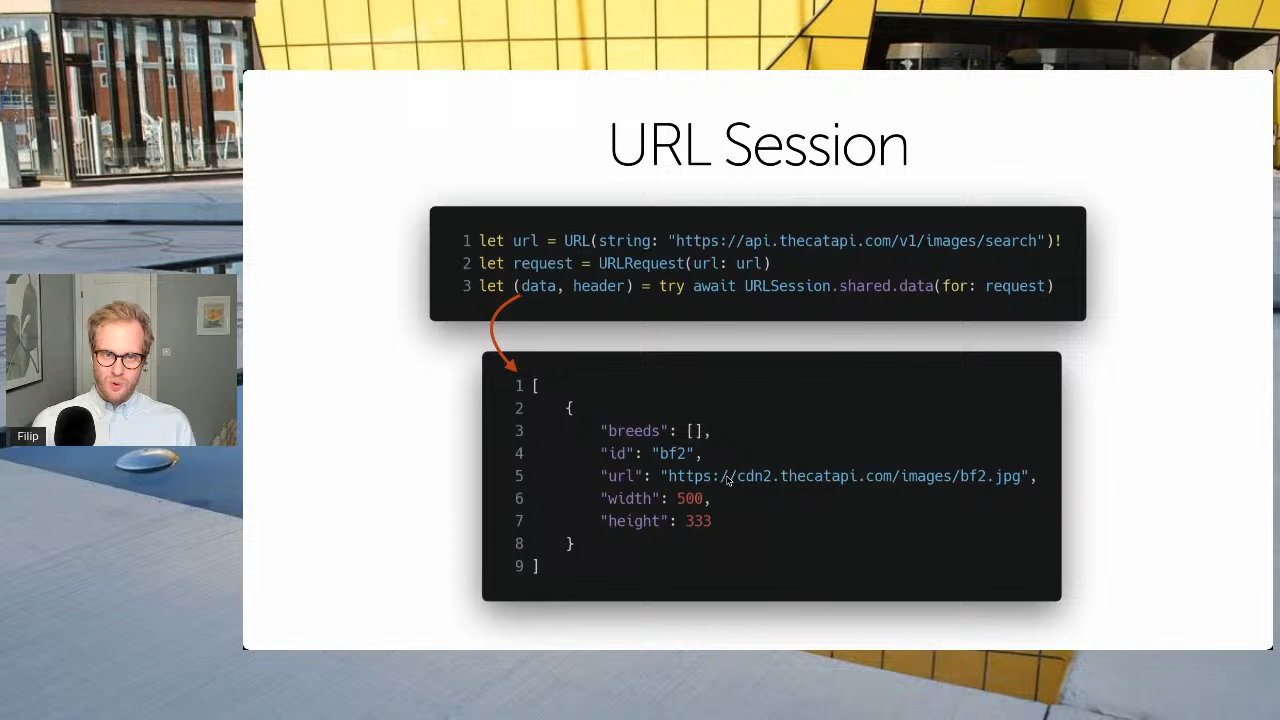 URL Session
1 let url = URL(string: "https://api.thecatapi.com/v1/images/search")!
2 let request = URLRequest(url: url)
3 let (data, header) = try await URLSession.shared.data(for: request)
1 [
2 {
3 "breeds": [],
4 "id": "bf2",
5 "url": "https://cdn2.thecatapi.com/images/bf2.jpg",
6 "width": 500,
7 "height": 333
8 }
9 ]
Filip